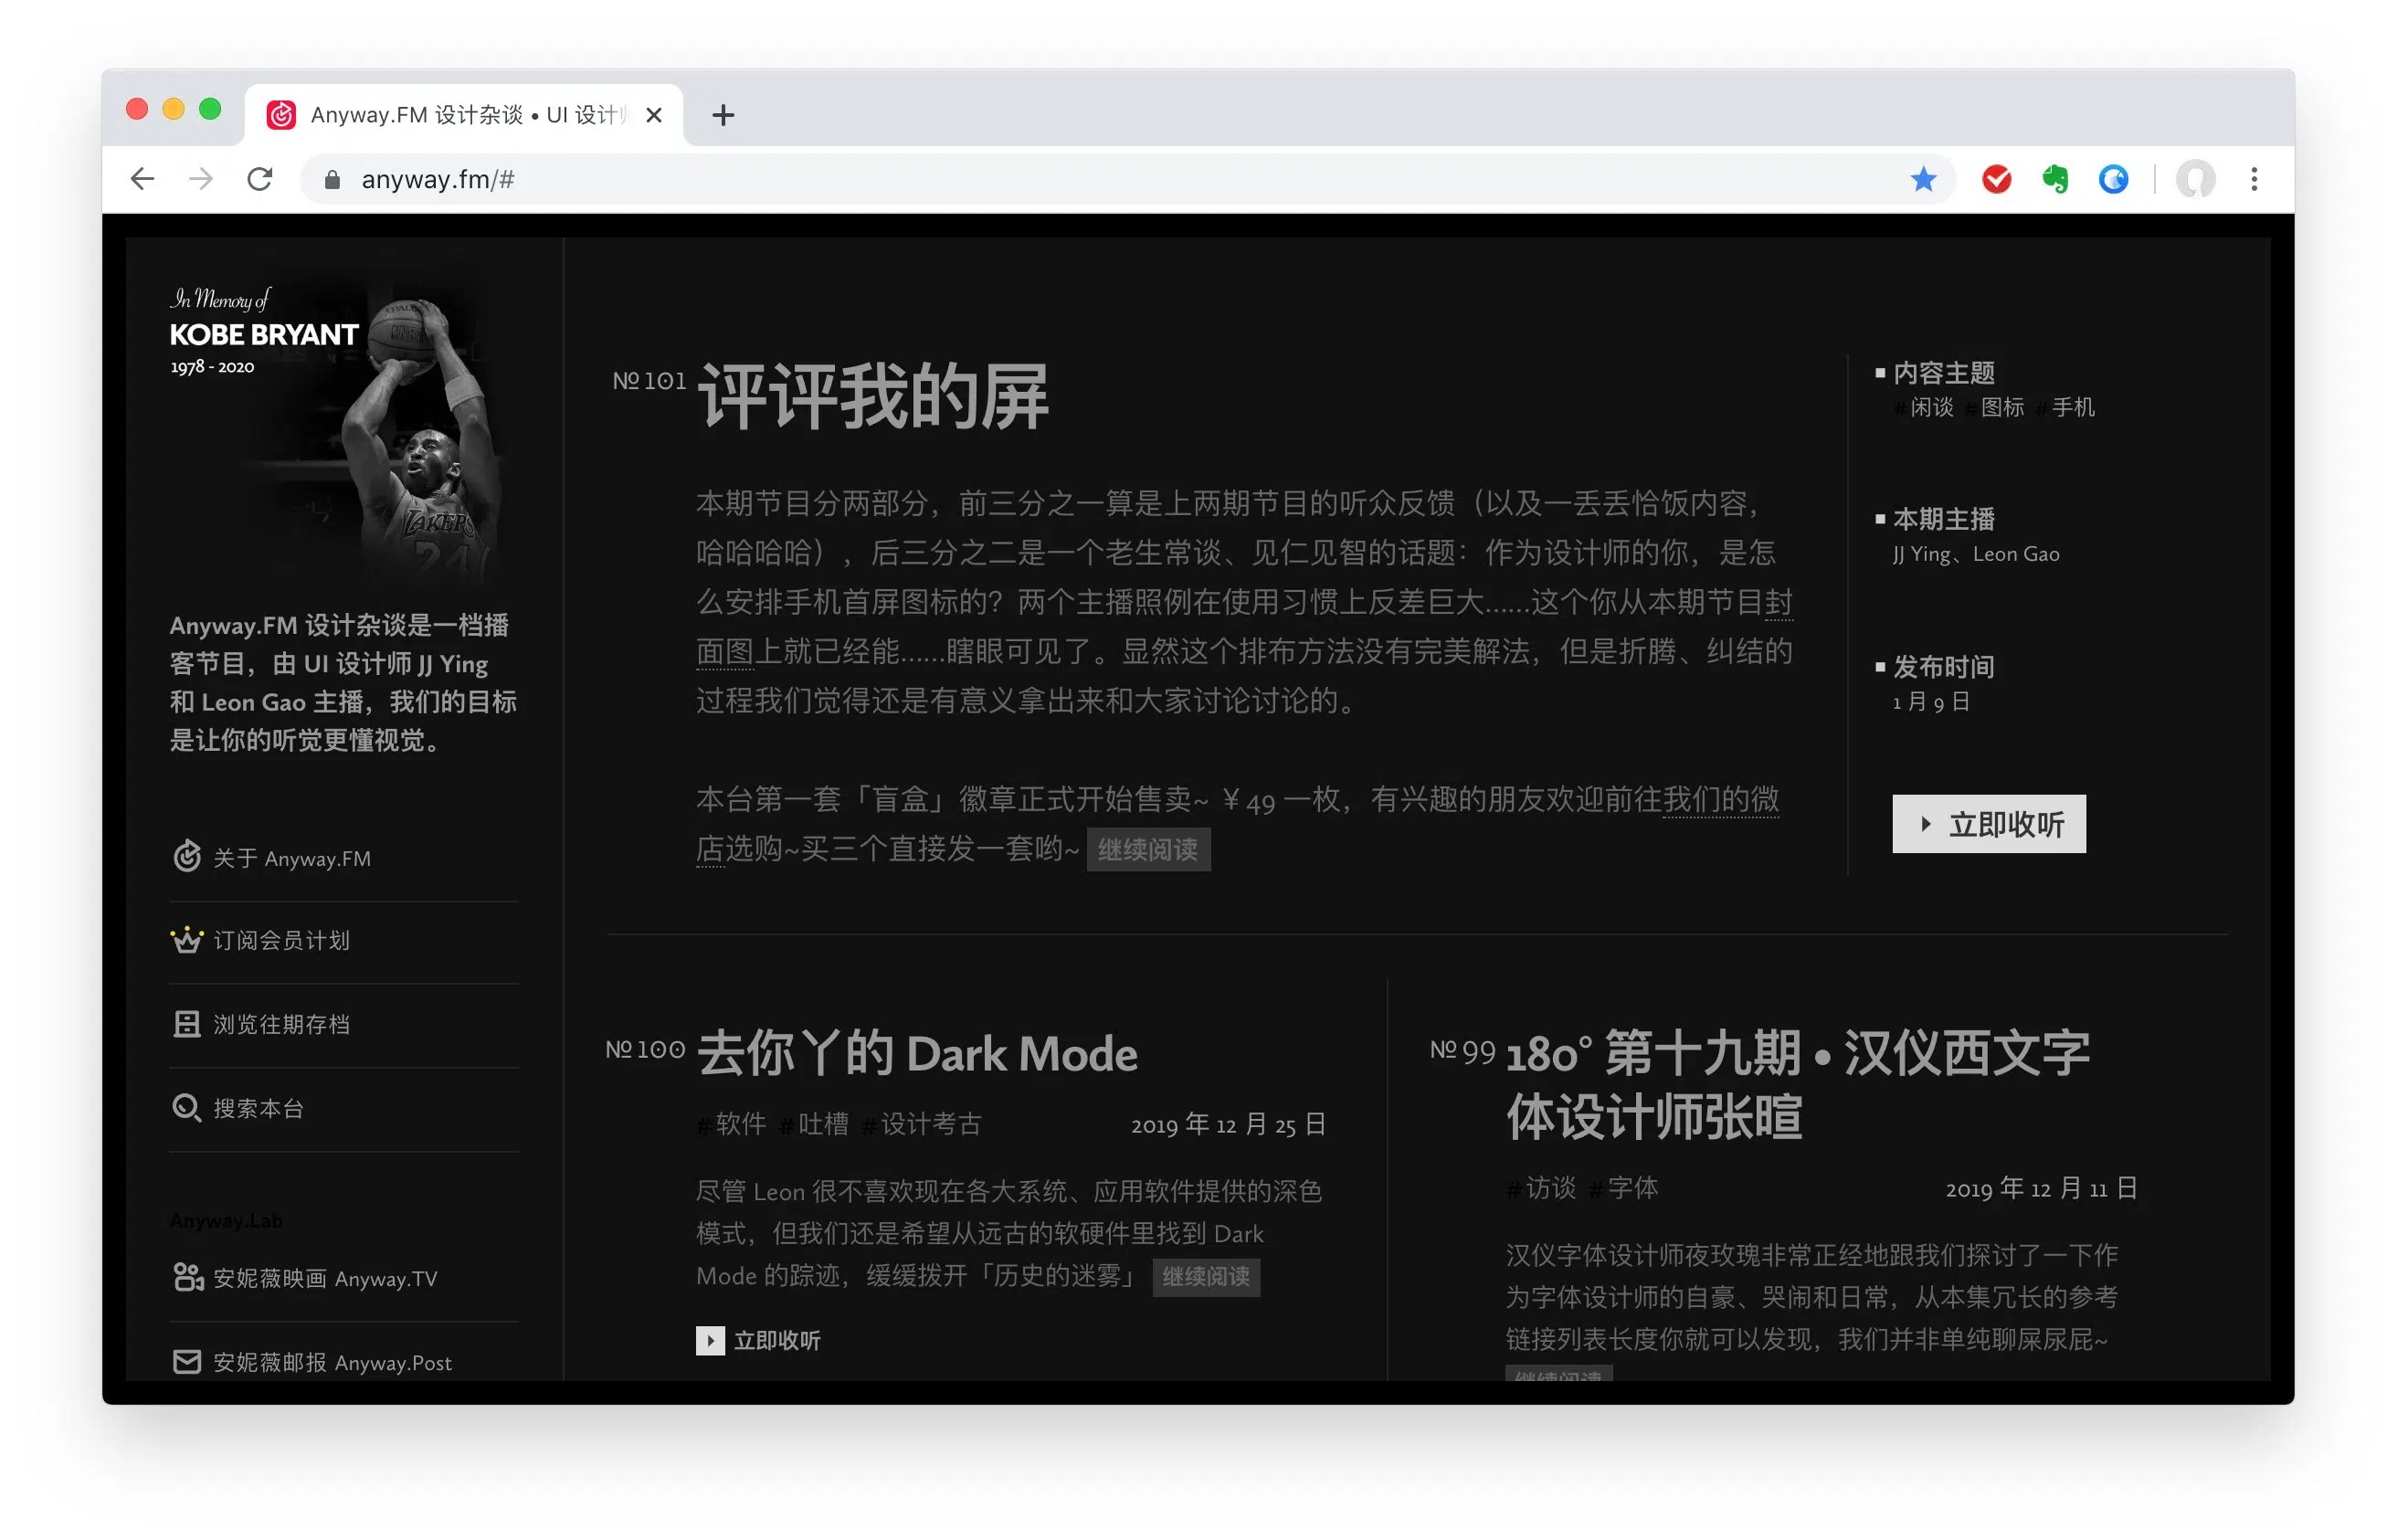 Anyway.FM 设计杂谈 • UI 设计
anyway.fm/#
In Memory of
KOBE BRYANT
1978 - 2020
SPALDING
LAKERS
24
Anyway.FM 设计杂谈是一档播
客节目，由 UI 设计师 JJ Ying
和 Leon Gao 主播，我们的目标
是让你的听觉更懂视觉。
关于 Anyway.FM
订阅会员计划
浏览往期存档
搜索本台
Anyway.Lab
安妮薇映画 Anyway.TV
安妮薇邮报 Anyway.Post
№ 101 评评我的屏
本期节目分两部分，前三分之一算是上两期节目的听众反馈（以及一丢丢恰饭内容，
哈哈哈哈），后三分之二是一个老生常谈、见仁见智的话题：作为设计师的你，是怎
么安排手机首屏图标的？两个主播照例在使用习惯上反差巨大……这个你从本期节目封
面图上就已经能……瞎眼可见了。显然这个排布方法没有完美解法，但是折腾、纠结的
过程我们觉得还是有意义拿出来和大家讨论讨论的。
本台第一套「盲盒」徽章正式开始售卖~ ￥49 一枚，有兴趣的朋友欢迎前往我们的微
店选购~买三个直接发一套哟~ 继续阅读
内容主题
#闲谈 #图标 #手机
本期主播
JJ Ying、Leon Gao
发布时间
1 月 9 日
立即收听
№ 100 去你丫的 Dark Mode
#软件 #吐槽 #设计考古 2019 年 12 月 25 日
尽管 Leon 很不喜欢现在各大系统、应用软件提供的深色
模式，但我们还是希望从远古的软硬件里找到 Dark
Mode 的踪迹，缓缓拨开「历史的迷雾」 继续阅读
立即收听
№ 99 180° 第十九期 • 汉仪西文字
体设计师张暄
#访谈 #字体 2019 年 12 月 11 日
汉仪字体设计师夜玫瑰非常正经地跟我们探讨了一下作
为字体设计师的自豪、哭闹和日常，从本集冗长的参考
链接列表长度你就可以发现，我们并非单纯聊屎尿屁~
继续阅读